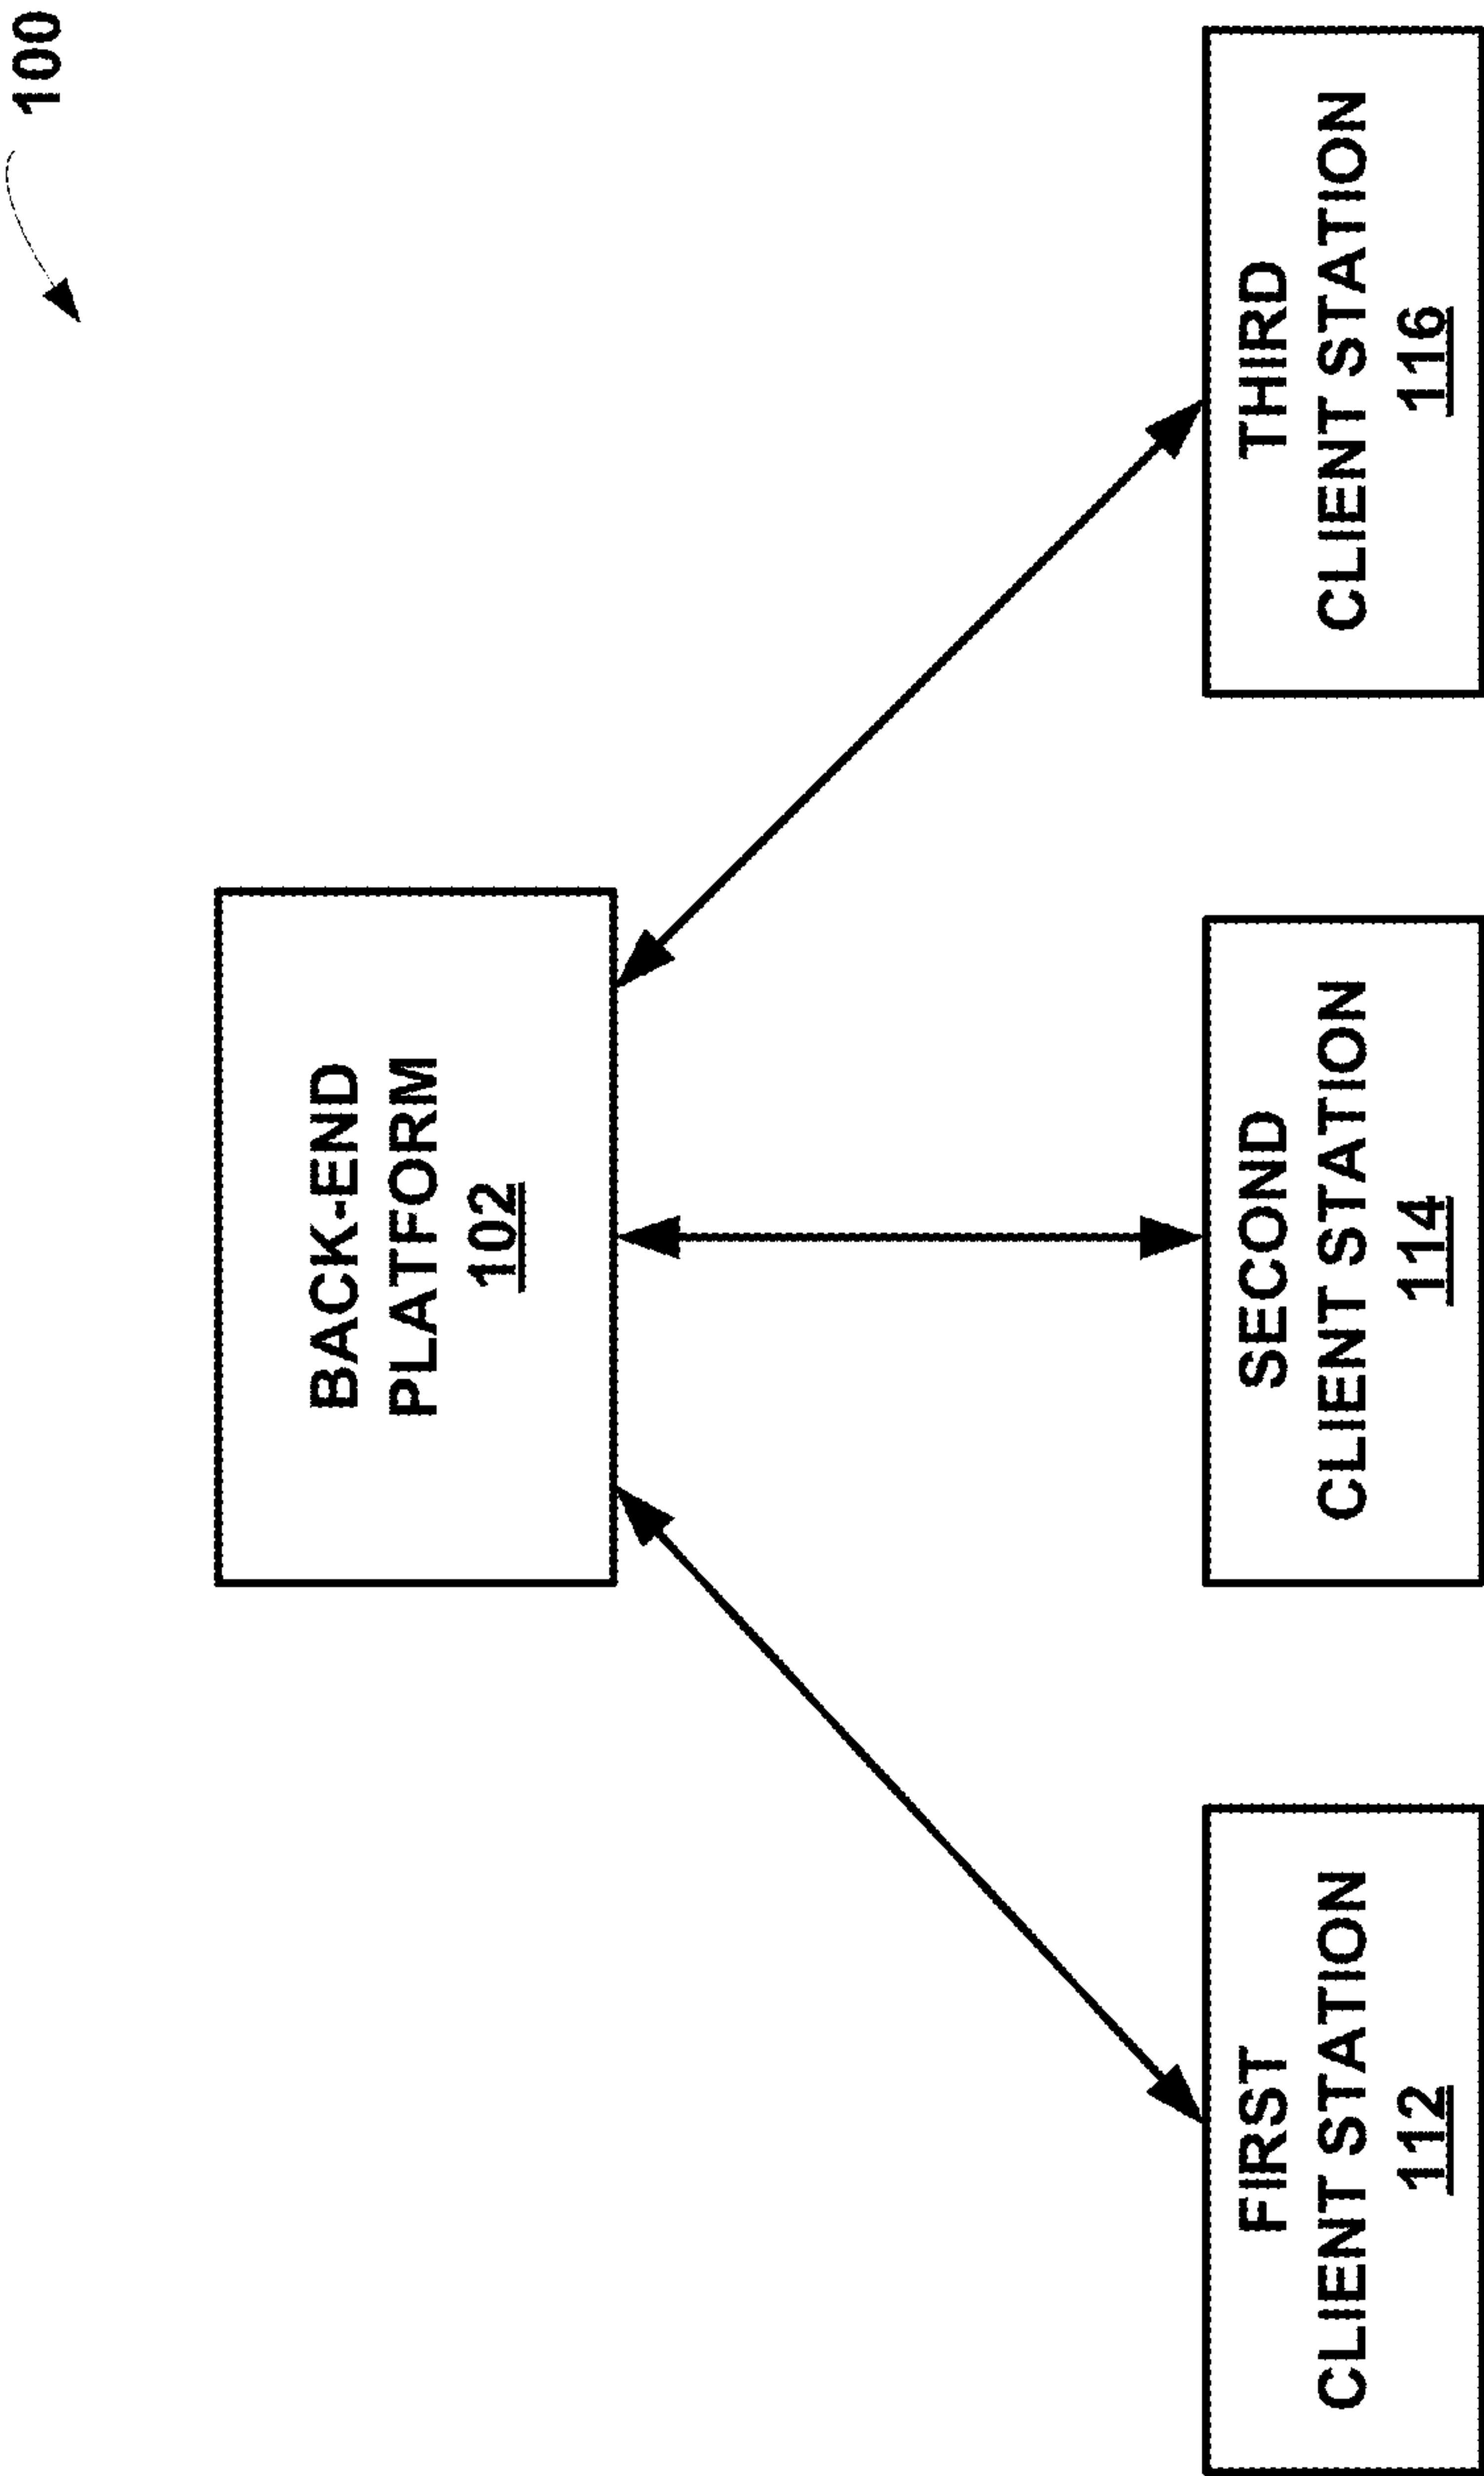 100
BACK-END
PLATFORM
102
FIRST
CLIENT STATION
112
SECOND
CLIENT STATION
114
THIRD
CLIENT STATION
116